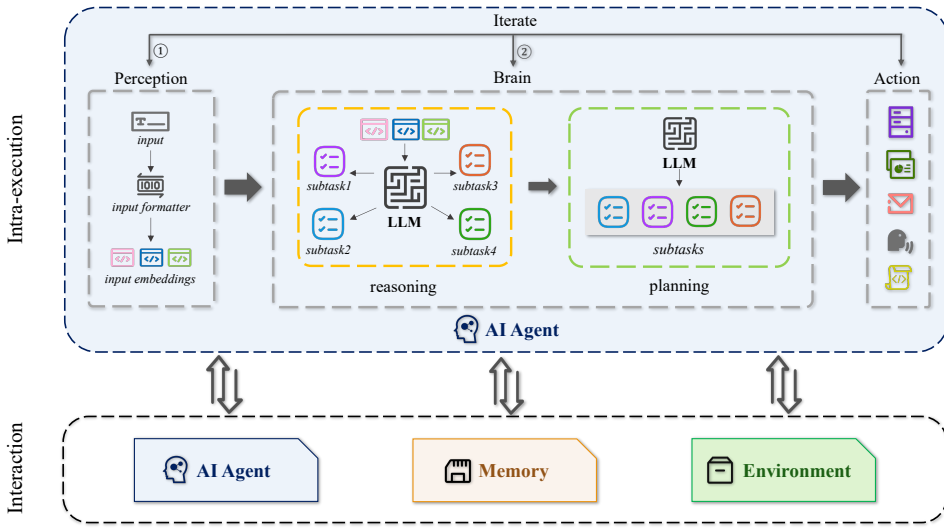 Iterate
①
②
Perception
Brain
Action
Intra-execution
T
input
1010
input formatter
</>
</>
</>
input embeddings
</>
</>
</>
subtask1
subtask3
LLM
subtask2
subtask4
reasoning
LLM
subtasks
planning
</>
AI Agent
Interaction
AI Agent
Memory
Environment